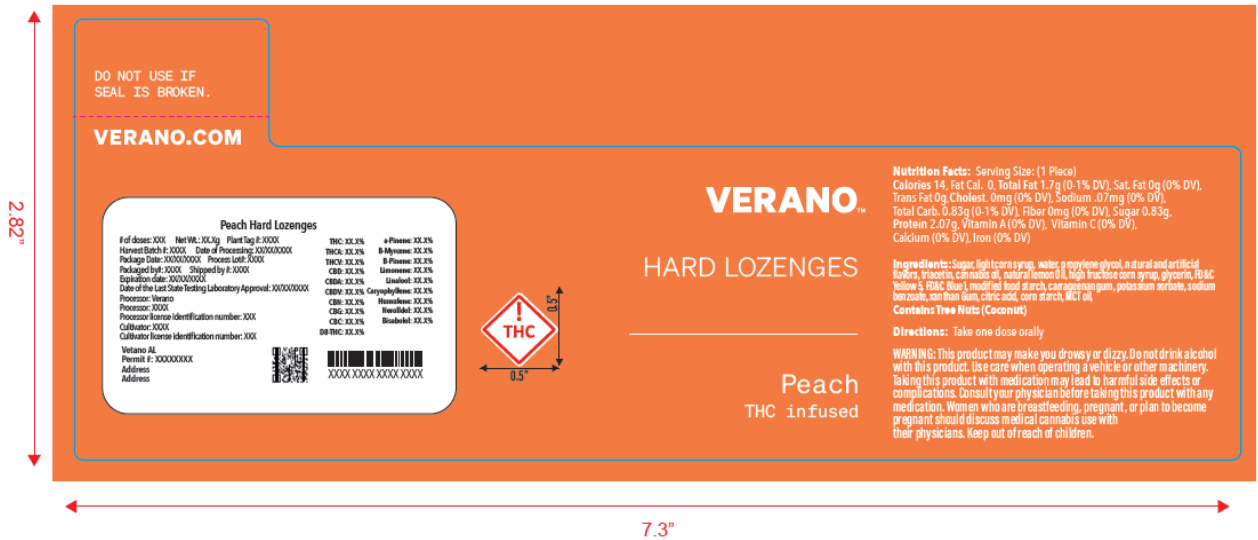 DO NOT USE IF
SEAL IS BROKEN.
VERANO.COM
2.82"
Peach Hard Lozenges
# of doses: XXX Net Wt.: XX.Xg Plant Tag #: XXXX
Harvest Batch #: XXXX Date of Processing: XX/XX/XXXX
Package Date: XX/XX/XXXX Process Lot#: XXXX
Packaged by#: XXXX Shipped by #: XXXX
Expiration date: XX/XX/XXXX
Date of the Last State Testing Laboratory Approval: XX/XX/XXXX
Processor: Verano
Processor: XXXX
Processor license identification number: XXX
Cultivator: XXXX
Cultivator license identification number: XXX
Vetano AL
Permit #: XXXXXXXX
Address
Address
THC: XX.X%
THCA: XX.X%
THCV: XX.X%
CBD: XX.X%
CBDA: XX.X%
CBDV: XX.X%
CBN: XX.X%
CBG: XX.X%
CBC: XX.X%
D8-THC: XX.X%
a-Pinene: XX.X%
B-Myrcene: XX.X%
B-Pinene: XX.X%
Limonene: XX.X%
Linalool: XX.X%
Caryophyllene: XX.X%
Humulene: XX.X%
Nerolidol: XX.X%
Bisabolol: XX.X%
XXXX XXXX XXXX XXXX
!
THC
0.5"
0.5"
VERANO™
HARD LOZENGES
Peach
THC infused
Nutrition Facts: Serving Size: (1 Piece)
Calories 14, Fat Cal. 0, Total Fat 1.7g (0-1% DV), Sat. Fat 0g (0% DV),
Trans Fat 0g, Cholest. 0mg (0% DV), Sodium .07mg (0% DV),
Total Carb. 0.83g (0-1% DV), Fiber 0mg (0% DV), Sugar 0.83g,
Protein 2.07g, Vitamin A (0% DV), Vitamin C (0% DV),
Calcium (0% DV), Iron (0% DV)
Ingredients: Sugar, light corn syrup, water, propylene glycol, natural and artificial
flavors, triacetin, cannabis oil, natural lemon Oil, high fructose corn syrup, glycerin, FD&C
Yellow 5, FD&C Blue 1, modified food starch, carrageenan gum, potassium sorbate, sodium
benzoate, xanthan Gum, citric acid, corn starch, MCT oil,
Contains Tree Nuts (Coconut)
Directions: Take one dose orally
WARNING: This product may make you drowsy or dizzy. Do not drink alcohol
with this product. Use care when operating a vehicle or other machinery.
Taking this product with medication may lead to harmful side effects or
complications. Consult your physician before taking this product with any
medication. Women who are breastfeeding, pregnant, or plan to become
pregnant should discuss medical cannabis use with
their physicians. Keep out of reach of children.
7.3"